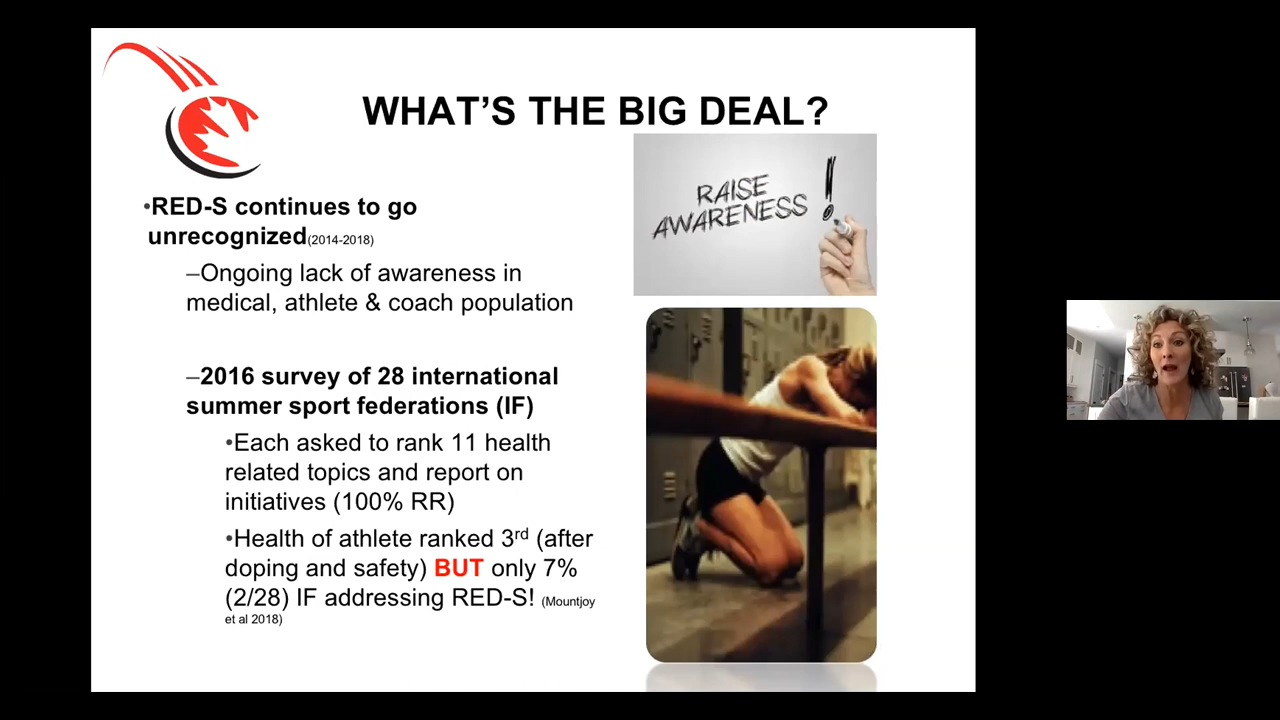 WHAT'S THE BIG DEAL?
•RED-S continues to go
unrecognized(2014-2018)
–Ongoing lack of awareness in
medical, athlete & coach population
–2016 survey of 28 international
summer sport federations (IF)
•Each asked to rank 11 health
related topics and report on
initiatives (100% RR)
•Health of athlete ranked 3rd (after
doping and safety) BUT only 7%
(2/28) IF addressing RED-S! (Mountjoy
et al 2018)
RAISE
AWARENESS !